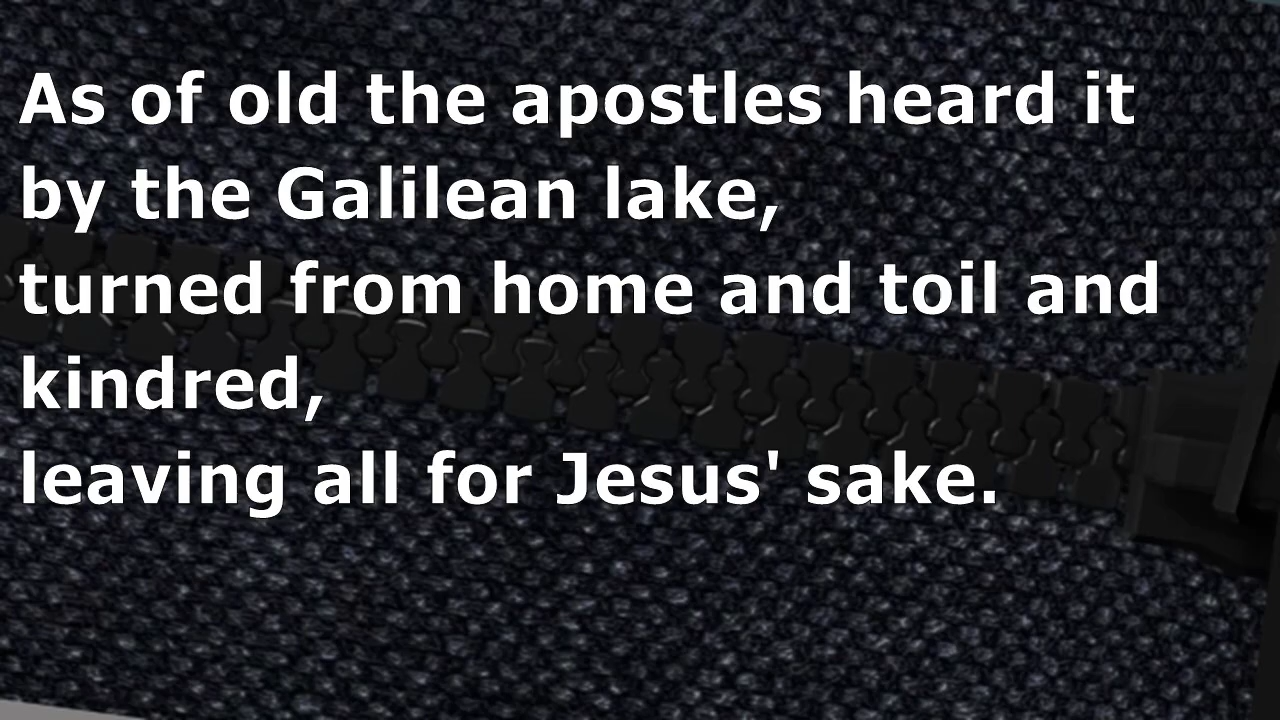 As of old the apostles heard it
by the Galilean lake,
turned from home and toil and
kindred,
leaving all for Jesus' sake.